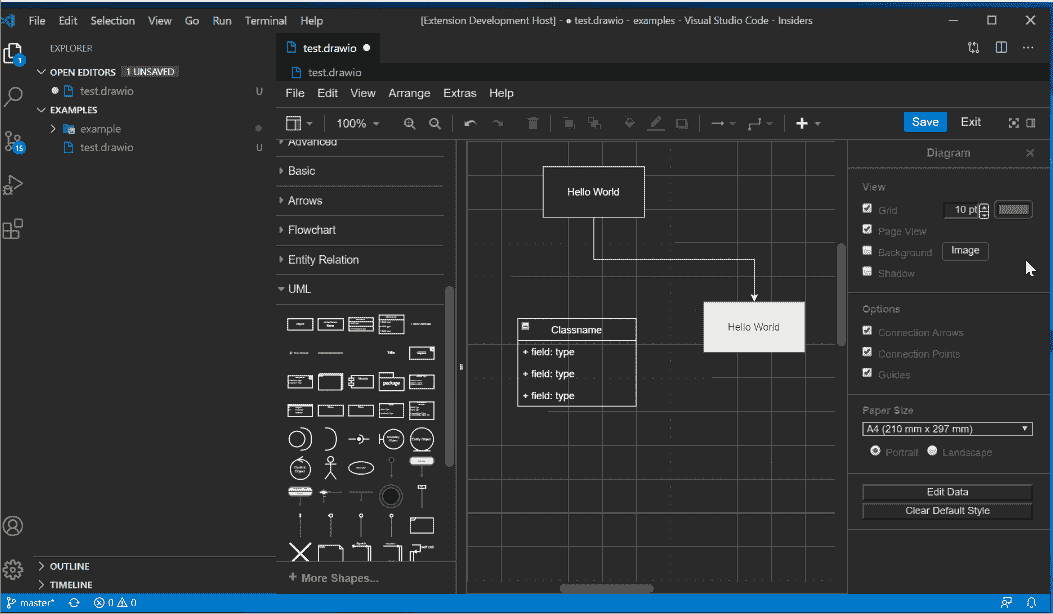 File Edit Selection View Go Run Terminal Help [Extension Development Host] - ● test.drawio - examples - Visual Studio Code - Insiders
EXPLORER
OPEN EDITORS 1 UNSAVED
test.drawio U
EXAMPLES
example
test.drawio U
1
15
OUTLINE
TIMELINE
test.drawio
test.drawio
File Edit View Arrange Extras Help
100%
Save Exit
Advanced
Basic
Arrows
Flowchart
Entity Relation
UML
Title
package
+ More Shapes...
Hello World
Hello World
Classname
+ field: type
+ field: type
+ field: type
Diagram
View
Grid 10 pt
Page View
Background Image
Shadow
Options
Connection Arrows
Connection Points
Guides
Paper Size
A4 (210 mm x 297 mm)
Portrait Landscape
Edit Data
Clear Default Style
master* 0 0